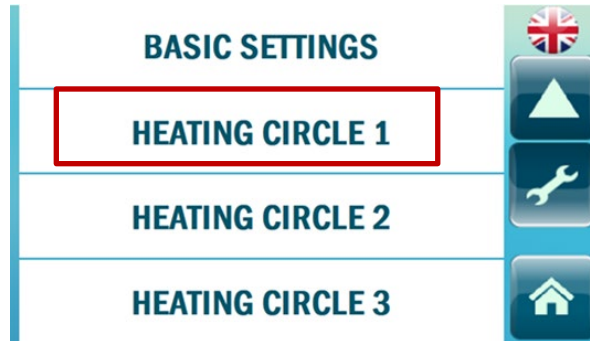 BASIC SETTINGS
HEATING CIRCLE 1
HEATING CIRCLE 2
HEATING CIRCLE 3